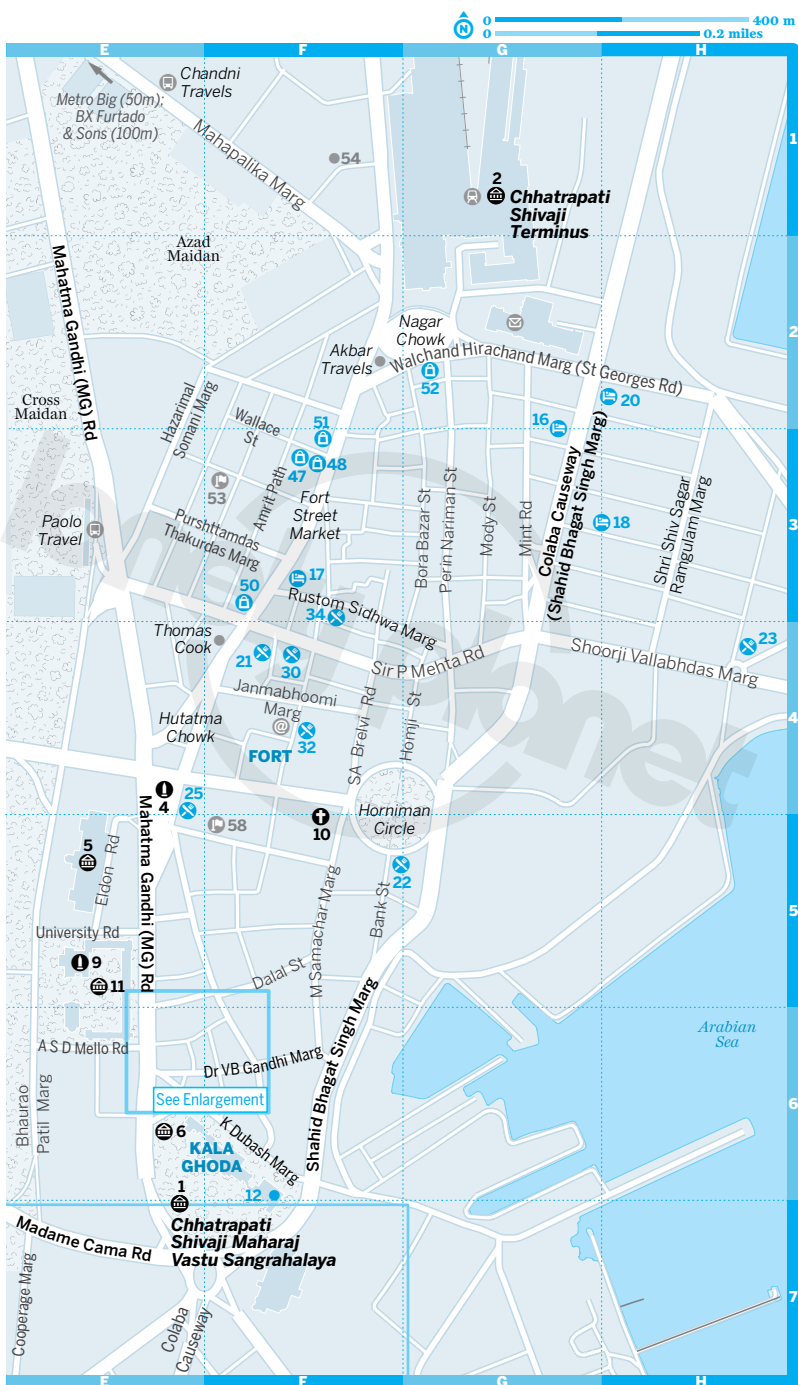 N
0 400 m
0 0.2 miles
E F G H
Chandni
Travels
Metro Big (50m);
BX Furtado
& Sons (100m)
Mahapalika Marg
54
1
2
Chhatrapati
Shivaji
Terminus
Azad
Maidan
Mahatma Gandhi (MG) Rd
Nagar
Chowk
2
Akbar
Travels
Walchand Hirachand Marg (St Georges Rd)
52
20
Cross
Maidan
Hazarimal
Somani Marg
Wallace
St
51
16
47
48
53
Amrit Path
Fort
Street
Market
Bora Bazar St
Perin Nariman St
Mody St
Mint Rd
Colaba Causeway
(Shahid Bhagat Singh Marg)
18
Shri Shiv Sagar
Ramgulam Marg
3
Paolo
Travel
Purshttamdas
Thakurdas Marg
50
17
Rustom Sidhwa Marg
34
Thomas
Cook
21
30
Sir P Mehta Rd
Shoorji Vallabhdas Marg
23
Janmabhoomi
Marg
@
32
SA Brelvi Rd
Homji St
4
Hutatma
Chowk
FORT
lonely planet
4
25
58
10
Horniman
Circle
Mahatma Gandhi (MG) Rd
5
Eldon Rd
22
Bank St
M Samachar Marg
5
University Rd
9
11
Dalal St
A S D Mello Rd
Dr VB Gandhi Marg
Shahid Bhagat Singh Marg
Arabian
Sea
See Enlargement
6
Bhaurao
Patil Marg
6
K Dubash Marg
KALA
GHODA
1
12
Chhatrapati
Shivaji Maharaj
Vastu Sangrahalaya
Madame Cama Rd
Cooperage Marg
Colaba
Causeway
7
E F G H